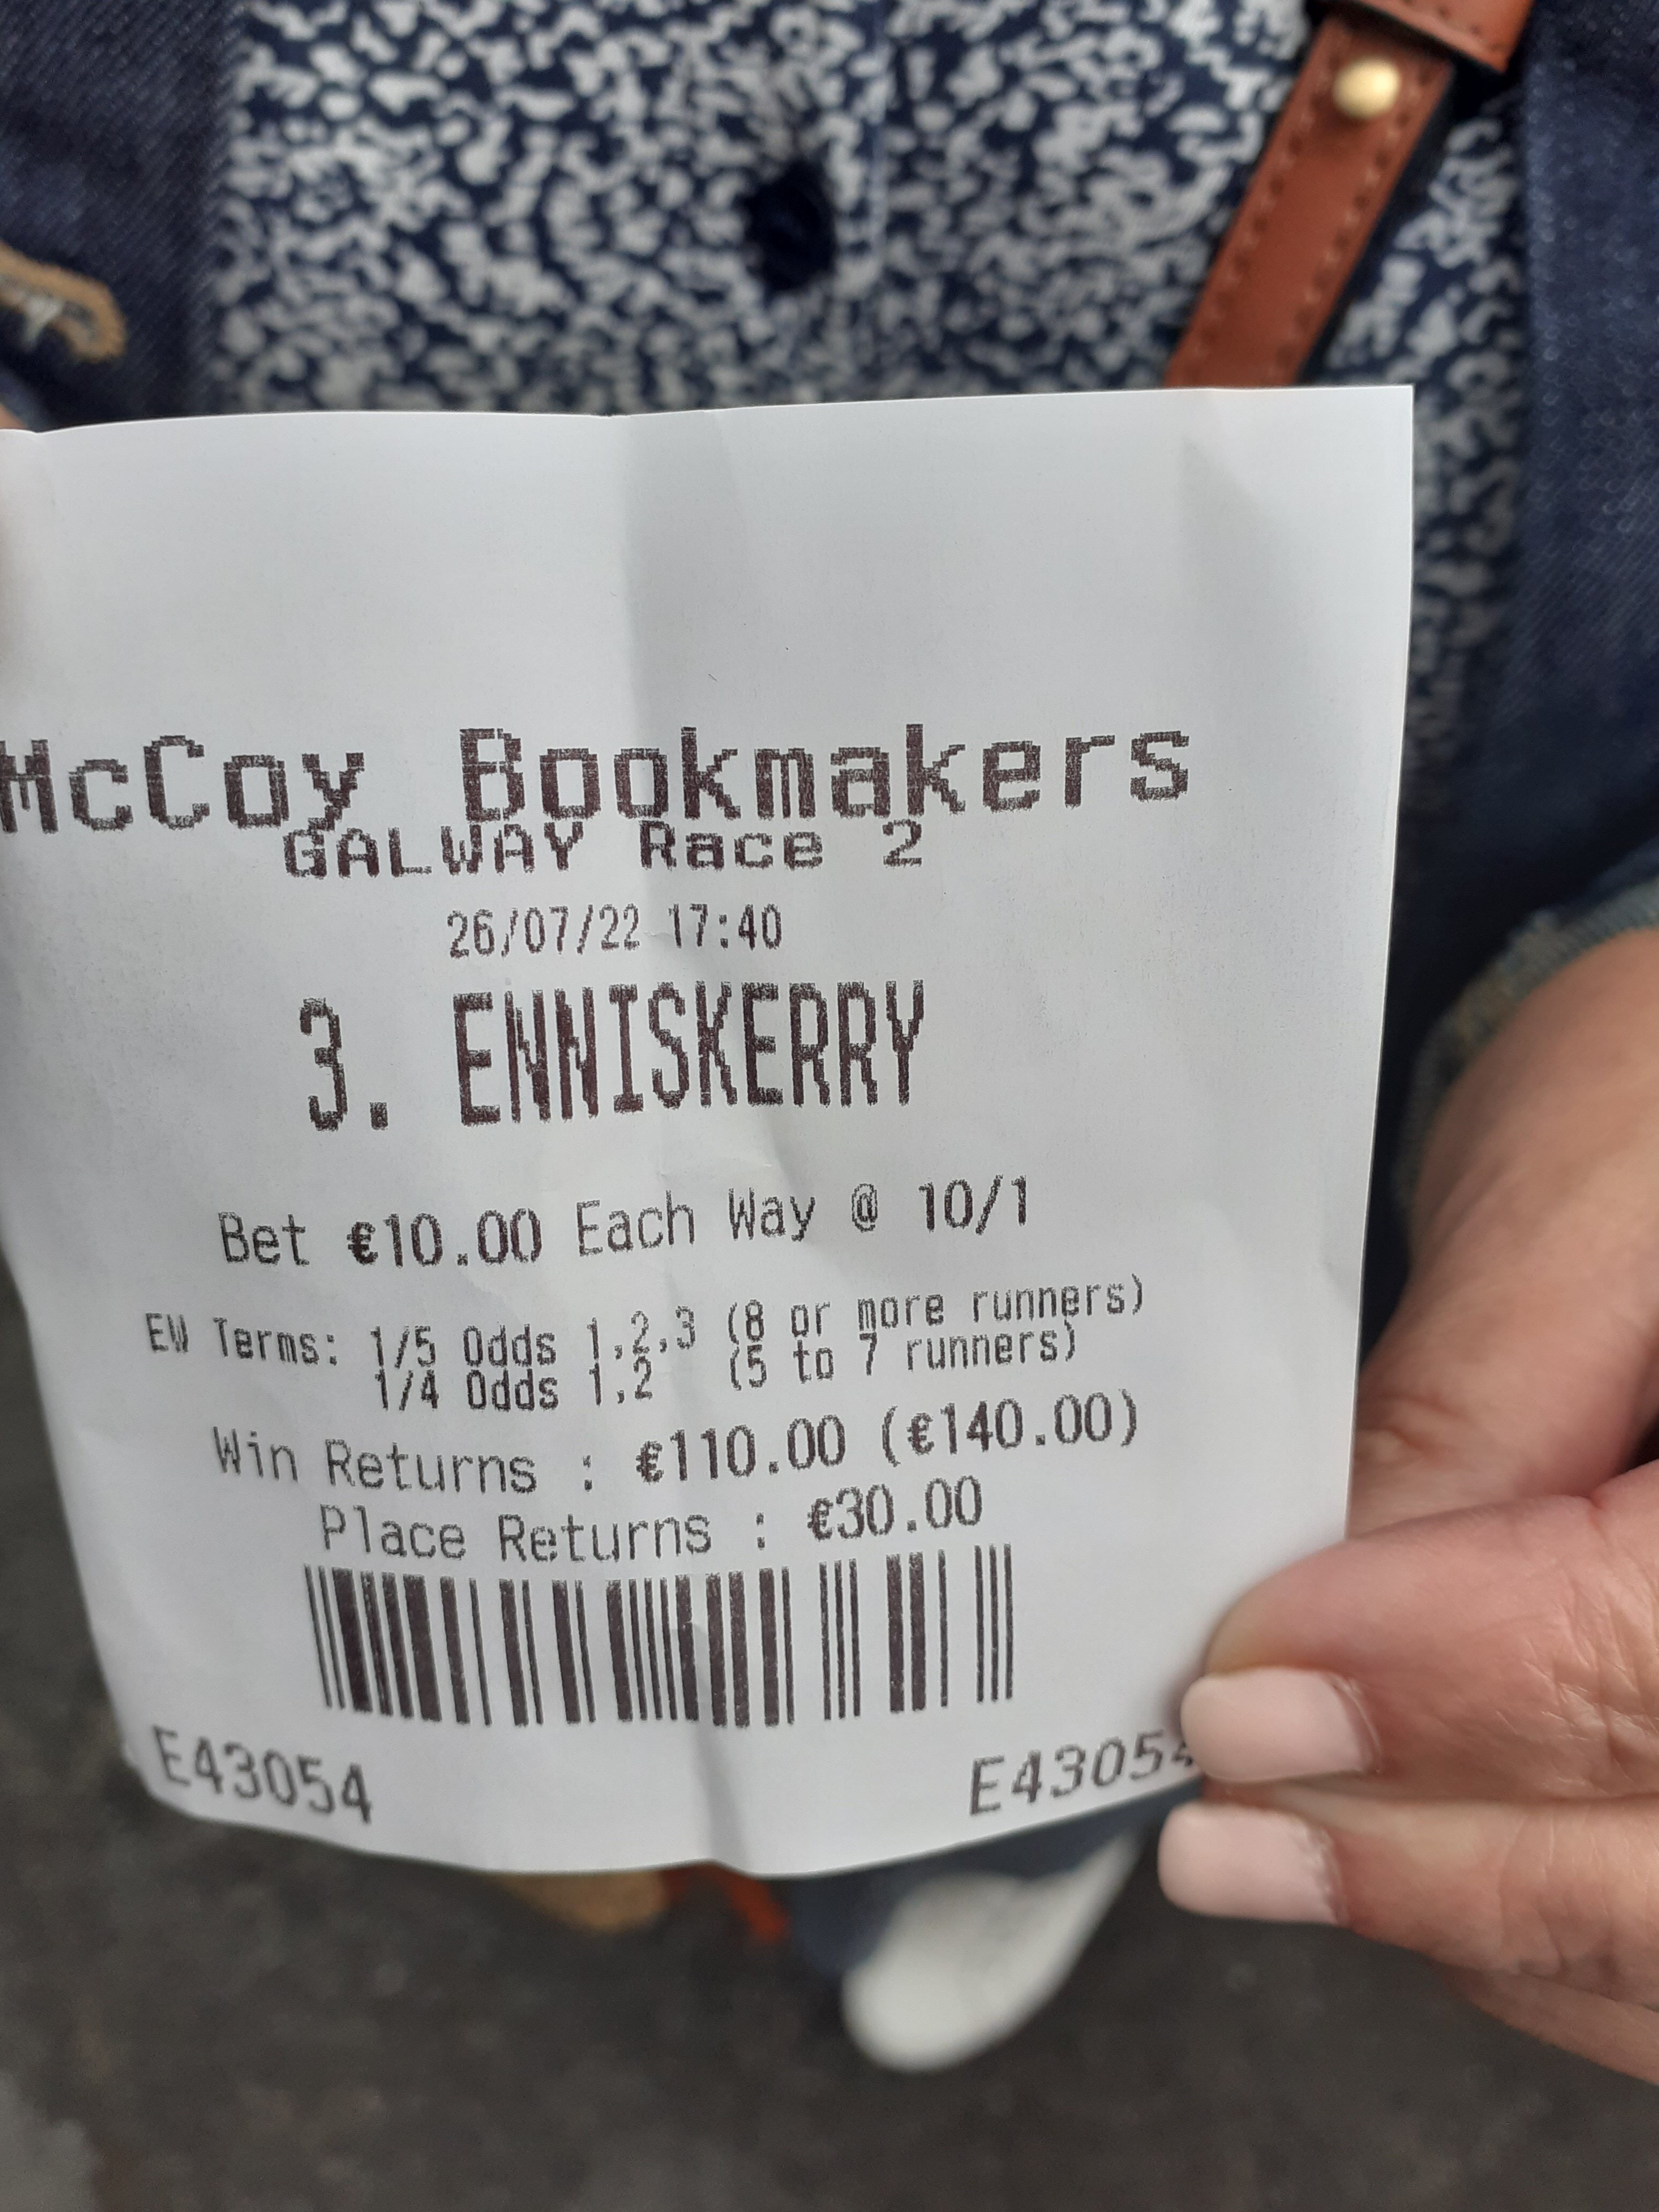 McCoy Bookmakers
GALWAY Race 2
26/07/22 17:40
3. ENNISKERRY
Bet €10.00 Each Way @ 10/1
EW Terms: 1/5 Odds 1,2,3 (8 or more runners)
1/4 Odds 1,2 (5 to 7 runners)
Win Returns : €110.00 (€140.00)
Place Returns : €30.00
E43054 E43054